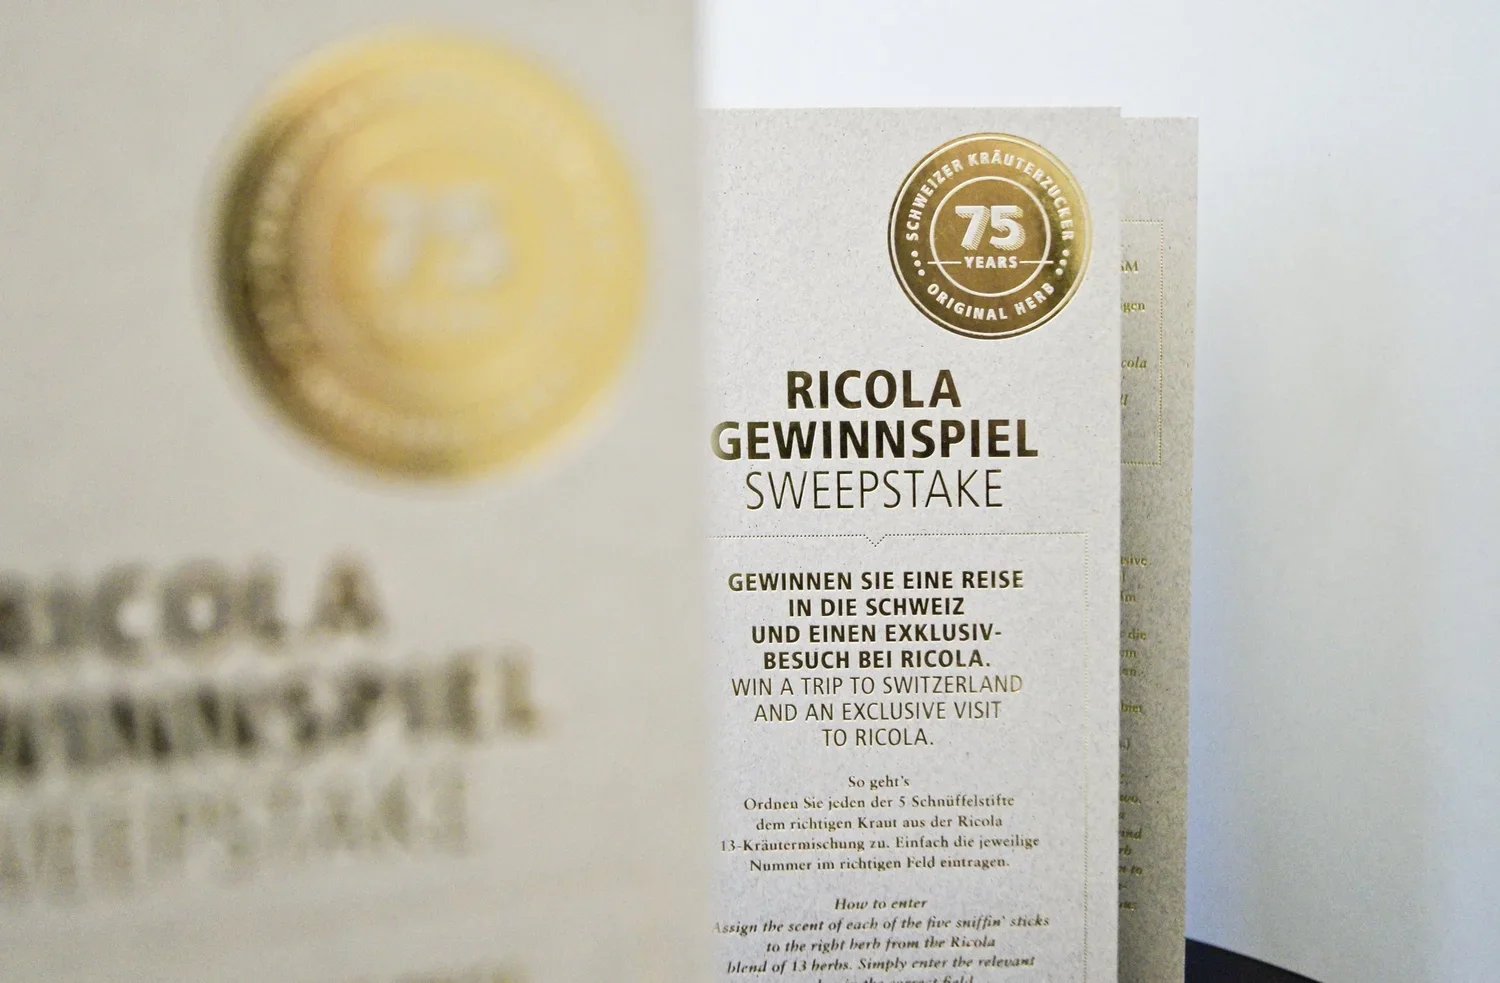 75
RICOLA
SCHWEIZER KRÄUTERZUCKER
75
YEARS
ORIGINAL HERB
RICOLA
GEWINNSPIEL
SWEEPSTAKE
GEWINNEN SIE EINE REISE
IN DIE SCHWEIZ
UND EINEN EXKLUSIV-
BESUCH BEI RICOLA.
WIN A TRIP TO SWITZERLAND
AND AN EXCLUSIVE VISIT
TO RICOLA.
So geht's
Ordnen Sie jeden der 5 Schnüffelstifte
dem richtigen Kraut aus der Ricola
13-Kräutermischung zu. Einfach die jeweilige
Nummer im richtigen Feld eintragen.
How to enter
Assign the scent of each of the five sniffin' sticks
to the right herb from the Ricola
blend of 13 herbs. Simply enter the relevant